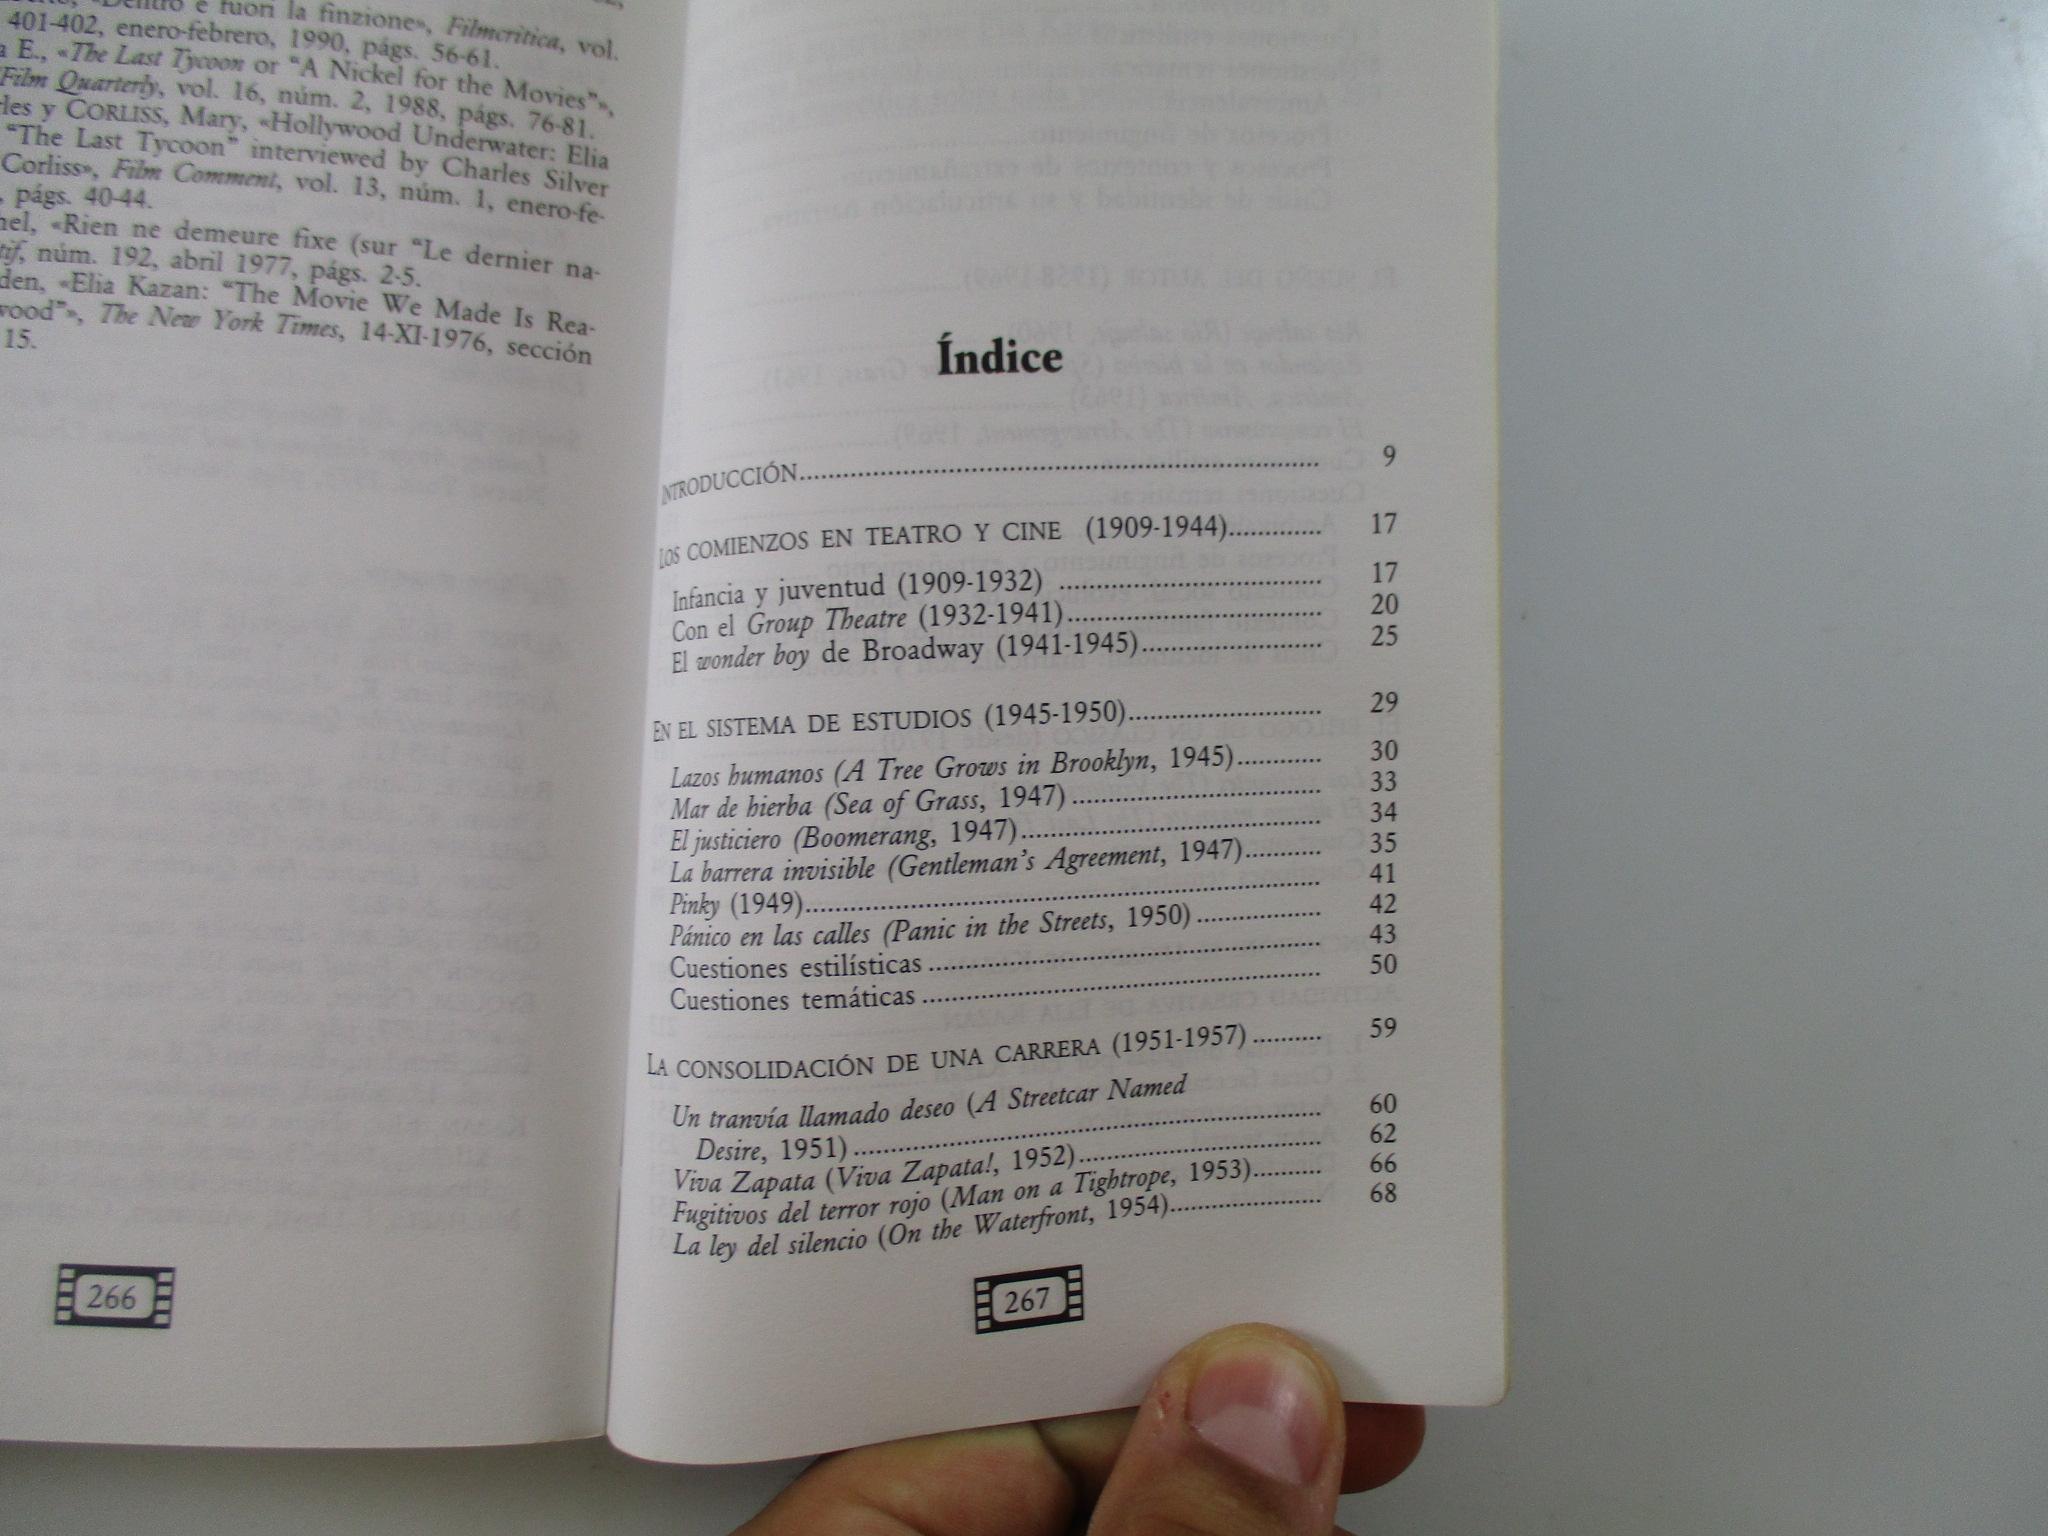 «Dentro e fuori la finzione», Filmcritica, vol.
401-402, enero-febrero, 1990, págs. 56-61.
E., «The Last Tycoon or “A Nickel for the Movies”»,
Film Quarterly, vol. 16, núm. 2, 1988, págs. 76-81.
y CORLISS, Mary, «Hollywood Underwater: Elia
“The Last Tycoon” interviewed by Charles Silver
Corliss», Film Comment, vol. 13, núm. 1, enero-fe-
, págs. 40-44.
«Rien ne demeure fixe (sur “Le dernier na-
núm. 192, abril 1977, págs. 2-5.
«Elia Kazan: “The Movie We Made Is Rea-
wood”», The New York Times, 14-XI-1976, sección
15.
266
Índice
INTRODUCCIÓN.......... 9
LOS COMIENZOS EN TEATRO Y CINE (1909-1944).......... 17
Infancia y juventud (1909-1932) .......... 17
Con el Group Theatre (1932-1941).......... 20
El wonder boy de Broadway (1941-1945).......... 25
EN EL SISTEMA DE ESTUDIOS (1945-1950).......... 29
Lazos humanos (A Tree Grows in Brooklyn, 1945).......... 30
Mar de hierba (Sea of Grass, 1947) .......... 33
El justiciero (Boomerang, 1947).......... 34
La barrera invisible (Gentleman’s Agreement, 1947).......... 35
Pinky (1949).......... 41
Pánico en las calles (Panic in the Streets, 1950) .......... 42
Cuestiones estilísticas .......... 43
Cuestiones temáticas .......... 50
LA CONSOLIDACIÓN DE UNA CARRERA (1951-1957) .......... 59
Un tranvía llamado deseo (A Streetcar Named
Desire, 1951) .......... 60
Viva Zapata (Viva Zapata!, 1952).......... 62
Fugitivos del terror rojo (Man on a Tightrope, 1953).......... 66
La ley del silencio (On the Waterfront, 1954).......... 68
267